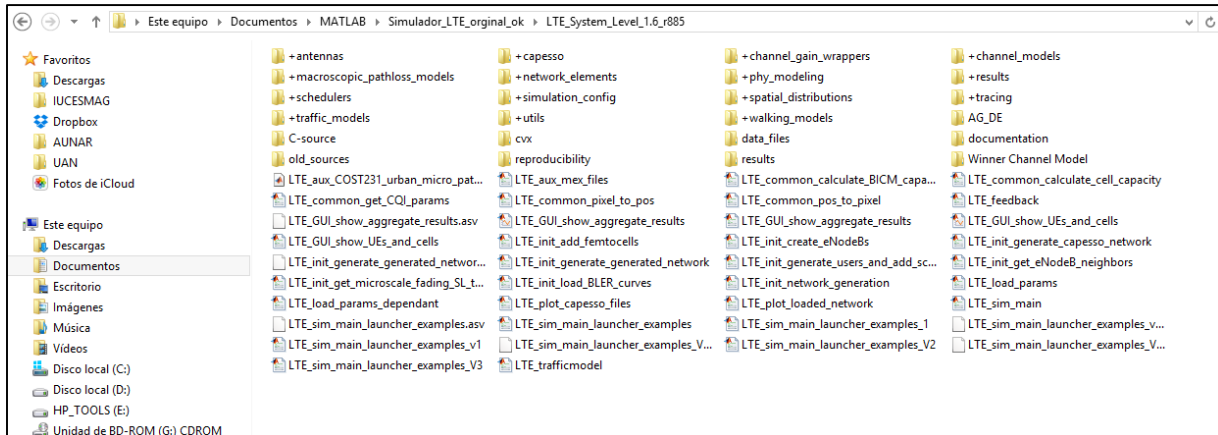 Este equipo ▸ Documentos ▸ MATLAB ▸ Simulador_LTE_orginal_ok ▸ LTE_System_Level_1.6_r885
Favoritos
Descargas
IUCESMAG
Dropbox
AUNAR
UAN
Fotos de iCloud
Este equipo
Descargas
Documentos
Escritorio
Imágenes
Música
Vídeos
Disco local (C:)
Disco local (D:)
HP_TOOLS (E:)
Unidad de BD-ROM (G:) CDROM
+antennas +capesso +channel_gain_wrappers +channel_models
+macroscopic_pathloss_models +network_elements +phy_modeling +results
+schedulers +simulation_config +spatial_distributions +tracing
+traffic_models +utils +walking_models AG_DE
C-source cvx data_files documentation
old_sources reproducibility results Winner Channel Model
LTE_aux_COST231_urban_micro_pat... LTE_aux_mex_files LTE_common_calculate_BICM_capa... LTE_common_calculate_cell_capacity
LTE_common_get_CQI_params LTE_common_pixel_to_pos LTE_common_pos_to_pixel LTE_feedback
LTE_GUI_show_aggregate_results.asv LTE_GUI_show_aggregate_results LTE_GUI_show_aggregate_results LTE_GUI_show_UEs_and_cells
LTE_GUI_show_UEs_and_cells LTE_init_add_femtocells LTE_init_create_eNodeBs LTE_init_generate_capesso_network
LTE_init_generate_generated_networ... LTE_init_generate_generated_network LTE_init_generate_users_and_add_sc... LTE_init_get_eNodeB_neighbors
LTE_init_get_microscale_fading_SL_t... LTE_init_load_BLER_curves LTE_init_network_generation LTE_load_params
LTE_load_params_dependant LTE_plot_capesso_files LTE_plot_loaded_network LTE_sim_main
LTE_sim_main_launcher_examples.asv LTE_sim_main_launcher_examples LTE_sim_main_launcher_examples_1 LTE_sim_main_launcher_examples_v...
LTE_sim_main_launcher_examples_v1 LTE_sim_main_launcher_examples_V... LTE_sim_main_launcher_examples_V2 LTE_sim_main_launcher_examples_V...
LTE_sim_main_launcher_examples_V3 LTE_trafficmodel